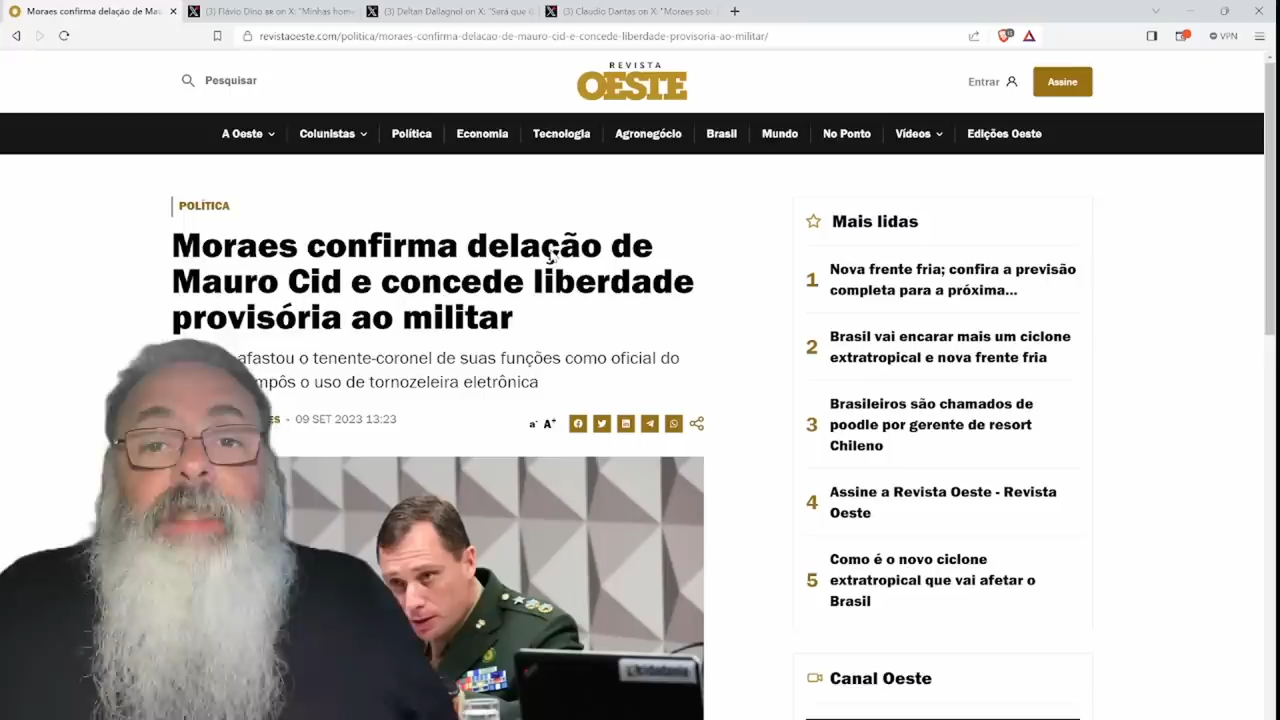 Moraes confirma delação de Mau
(3) Flávio Dino on X: "Minhas hom
(3) Deltan Dallagnol on X: "Será que
(3) Claudio Dantas on X: "Moraes sob
revistaoeste.com/politica/moraes-confirma-delacao-de-mauro-cid-e-concede-liberdade-provisoria-ao-militar/
VPN
Pesquisar
REVISTA
OESTE
Entrar
Assine
A Oeste
Colunistas
Política
Economia
Tecnologia
Agronegócio
Brasil
Mundo
No Ponto
Vídeos
Edições Oeste
POLÍTICA
Moraes confirma delação de
Mauro Cid e concede liberdade
provisória ao militar
afastou o tenente-coronel de suas funções como oficial do
mpôs o uso de tornozeleira eletrônica
ES - 09 SET 2023 13:23
a- A+
Mais lidas
1
Nova frente fria; confira a previsão
completa para a próxima...
2
Brasil vai encarar mais um ciclone
extratropical e nova frente fria
3
Brasileiros são chamados de
poodle por gerente de resort
Chileno
4
Assine a Revista Oeste - Revista
Oeste
5
Como é o novo ciclone
extratropical que vai afetar o
Brasil
Canal Oeste